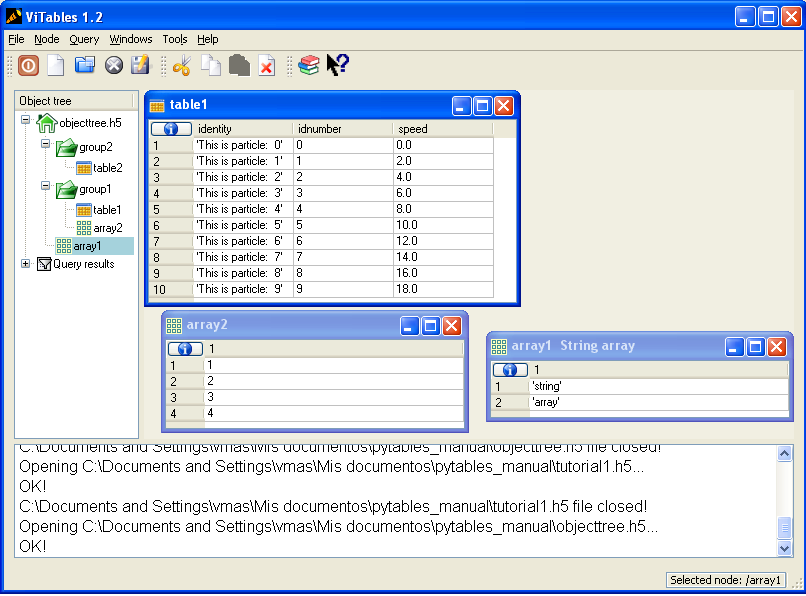 ViTables 1.2
File Node Query Windows Tools Help
Object tree
objecttree.h5
group2
table2
group1
table1
array2
array1
Query results
table1
identity idnumber speed
1 'This is particle: 0' 0 0.0
2 'This is particle: 1' 1 2.0
3 'This is particle: 2' 2 4.0
4 'This is particle: 3' 3 6.0
5 'This is particle: 4' 4 8.0
6 'This is particle: 5' 5 10.0
7 'This is particle: 6' 6 12.0
8 'This is particle: 7' 7 14.0
9 'This is particle: 8' 8 16.0
10 'This is particle: 9' 9 18.0
array2
1
1 1
2 2
3 3
4 4
array1 String array
1
1 'string'
2 'array'
C:\Documents and Settings\vmas\Mis documentos\pytables_manual\objecttree.h5 file closed!
Opening C:\Documents and Settings\vmas\Mis documentos\pytables_manual\tutorial1.h5...
OK!
C:\Documents and Settings\vmas\Mis documentos\pytables_manual\tutorial1.h5 file closed!
Opening C:\Documents and Settings\vmas\Mis documentos\pytables_manual\objecttree.h5...
OK!
Selected node: /array1